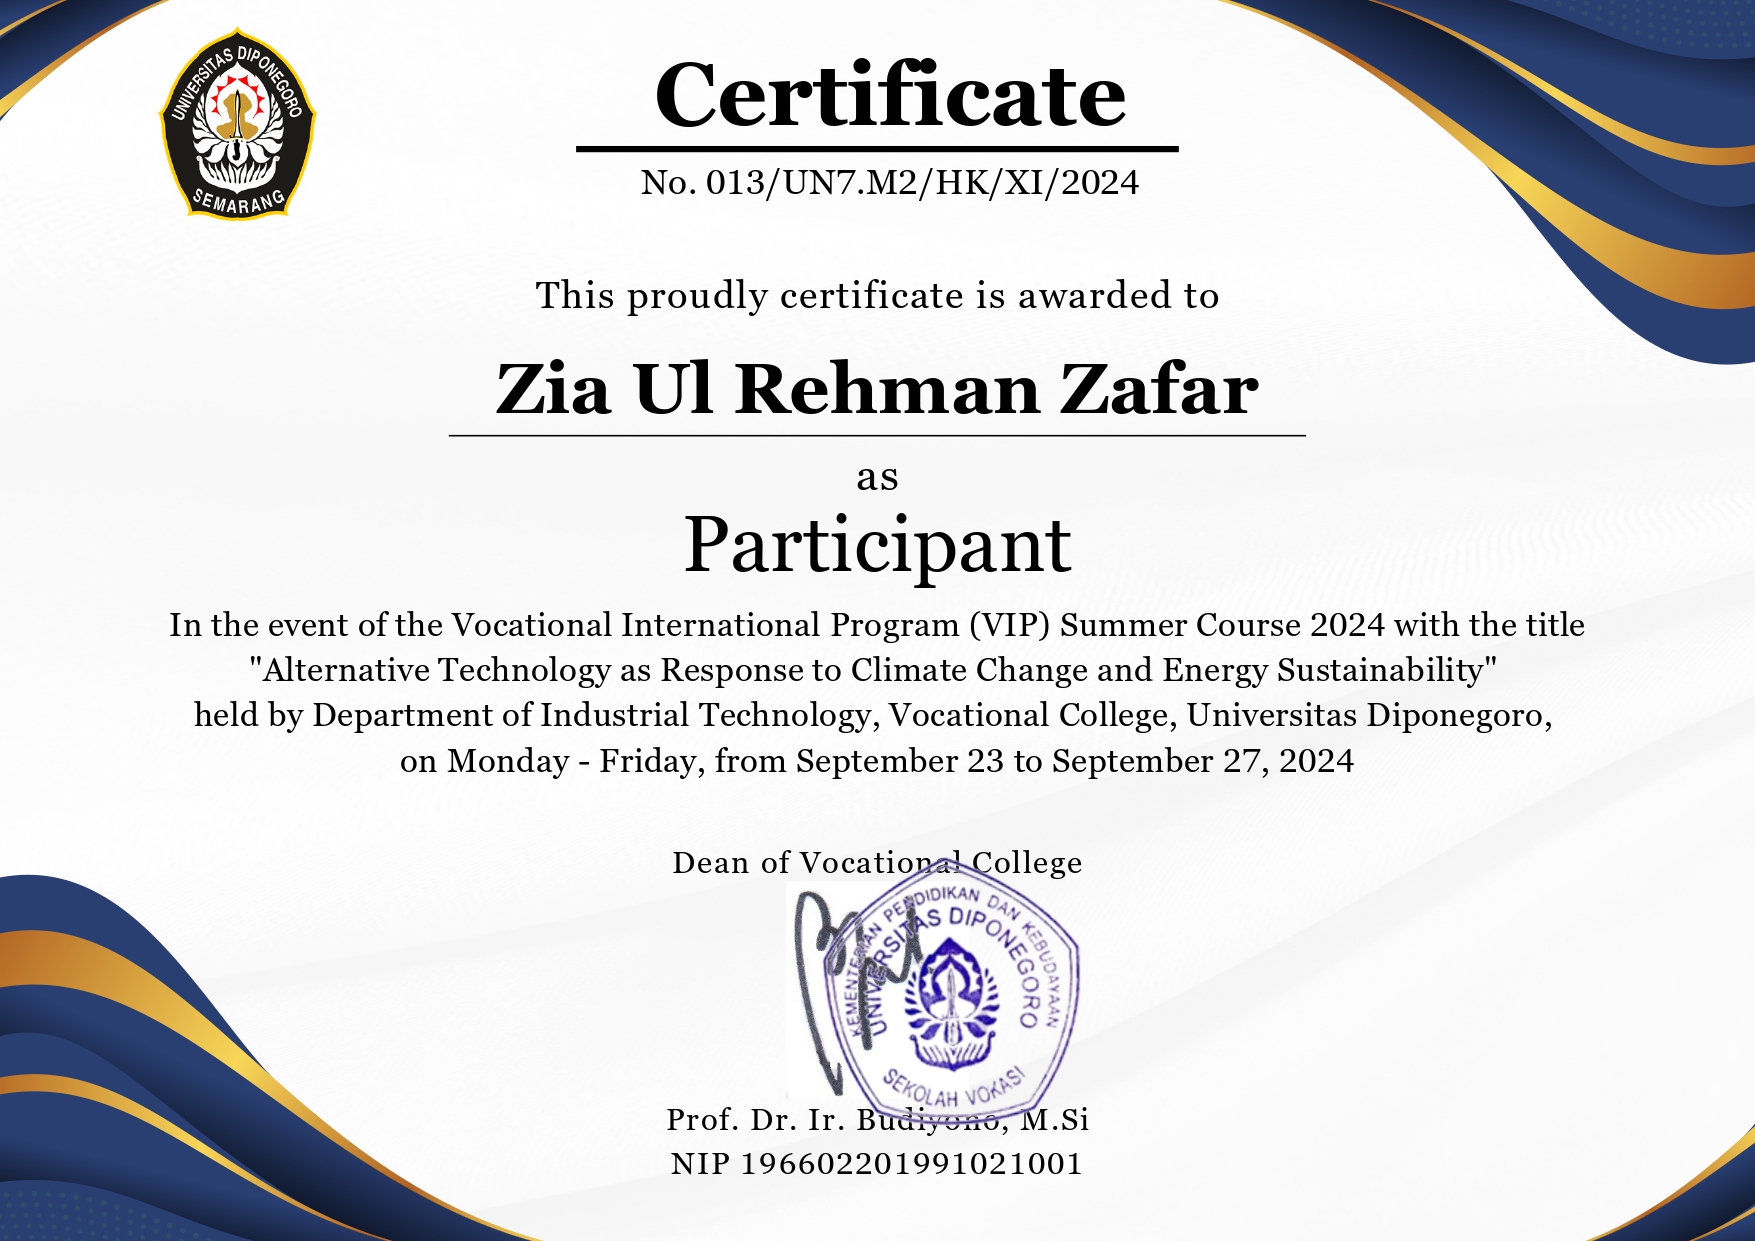 UNIVERSITAS DIPONEGORO
SEMARANG
Certificate
No. 013/UN7.M2/HK/XI/2024
This proudly certificate is awarded to
Zia Ul Rehman Zafar
as
Participant
In the event of the Vocational International Program (VIP) Summer Course 2024 with the title
"Alternative Technology as Response to Climate Change and Energy Sustainability"
held by Department of Industrial Technology, Vocational College, Universitas Diponegoro,
on Monday - Friday, from September 23 to September 27, 2024
Dean of Vocational College
KEMENTERIAN PENDIDIKAN DAN KEBUDAYAAN
UNIVERSITAS DIPONEGORO
SEKOLAH VOKASI
Prof. Dr. Ir. Budiyono, M.Si
NIP 196602201991021001